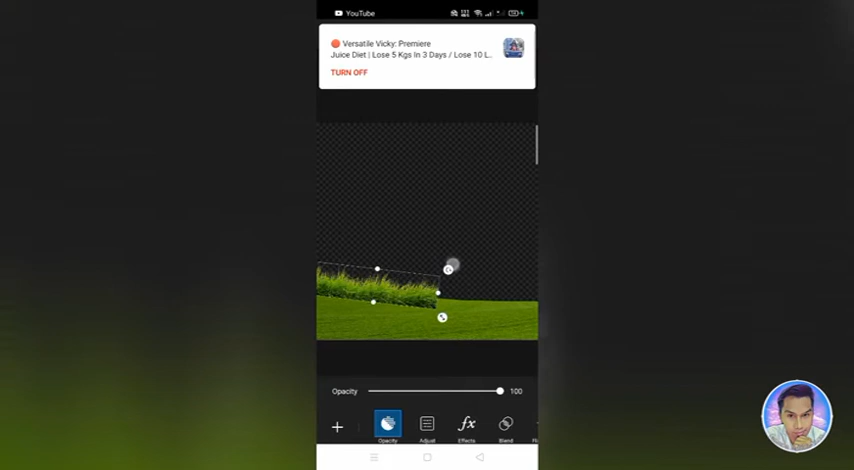 YouTube
Versatile Vicky: Premiere
Juice Diet | Lose 5 Kgs In 3 Days / Lose 10 L..
TURN OFF
Opacity 100
Opacity Adjust Effects Blend